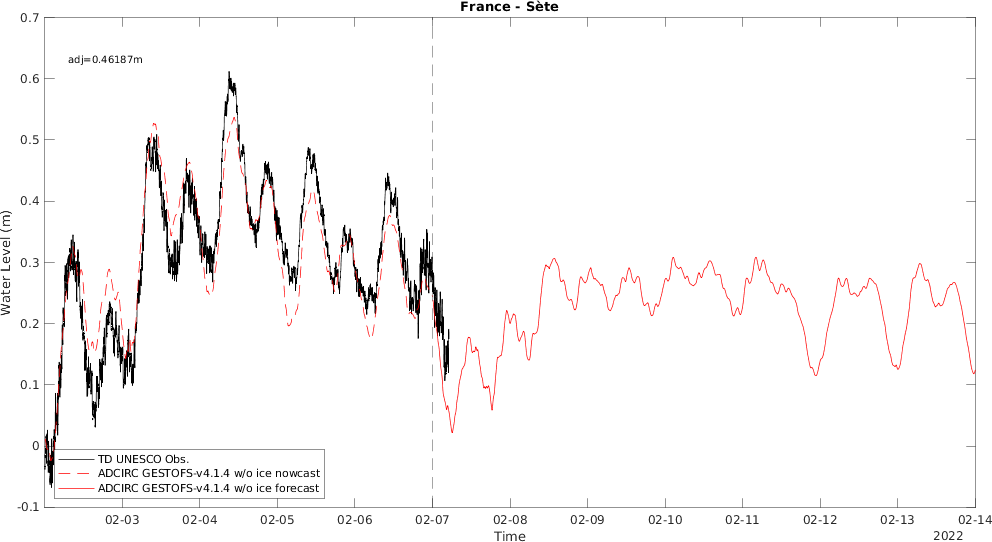 France - Sète
adj=0.46187m
Water Level (m)
0.7
0.6
0.5
0.4
0.3
0.2
0.1
0
-0.1
TD UNESCO Obs.
ADCIRC GESTOFS-v4.1.4 w/o ice nowcast
ADCIRC GESTOFS-v4.1.4 w/o ice forecast
02-03 02-04 02-05 02-06 02-07 02-08 02-09 02-10 02-11 02-12 02-13 02-14
Time
2022